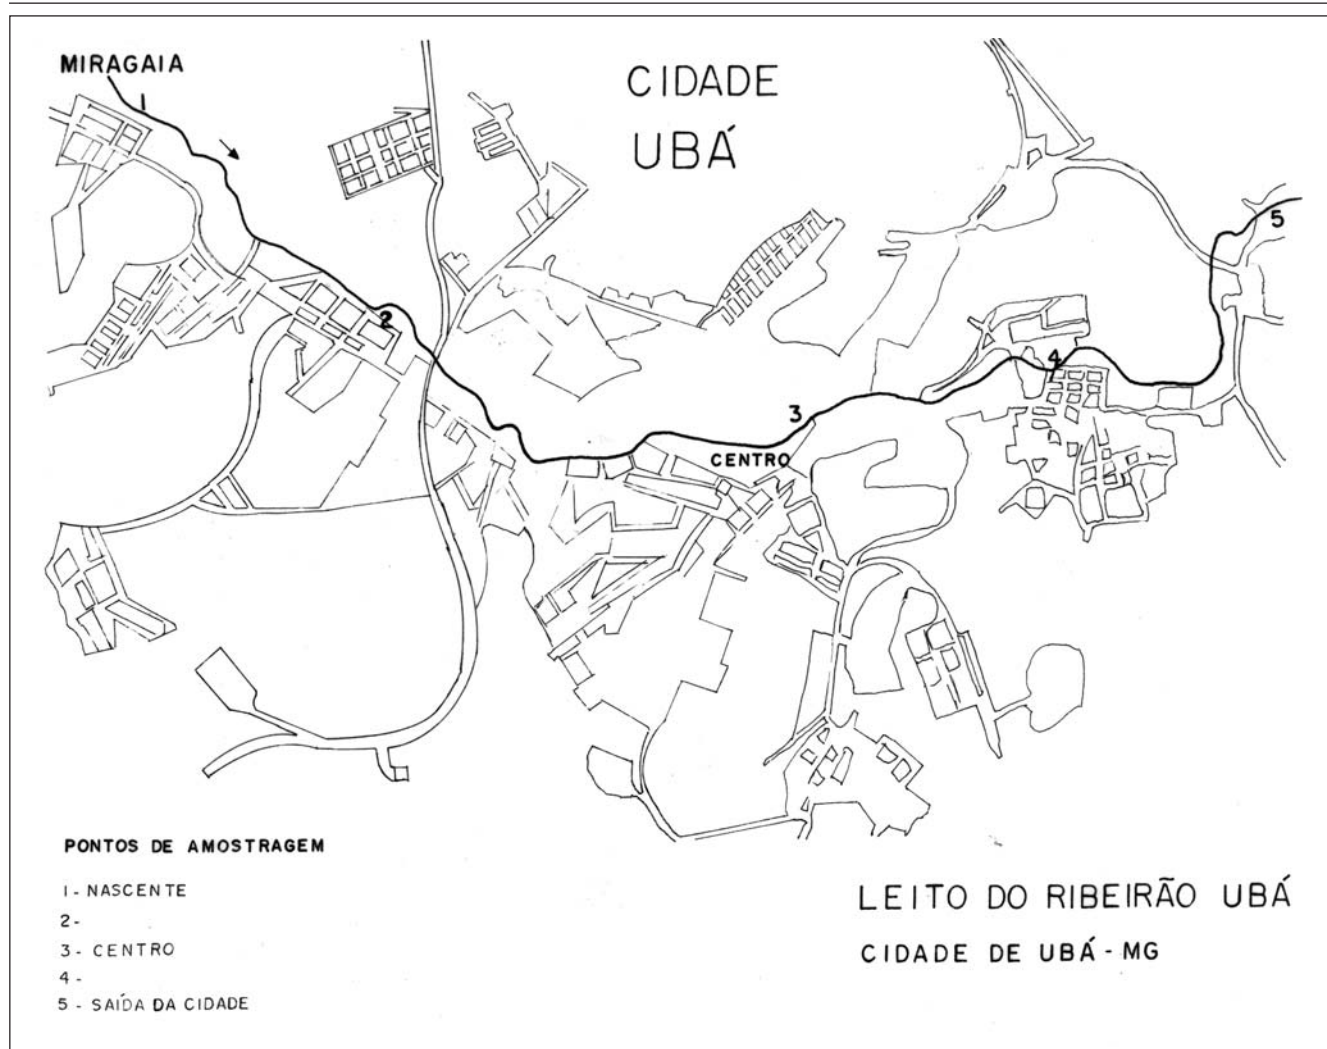 MIRAGAIA
CIDADE
UBÁ
1
2
3
4
5
CENTRO
PONTOS DE AMOSTRAGEM
1 - NASCENTE
2 -
3 - CENTRO
4 -
5 - SAÍDA DA CIDADE
LEITO DO RIBEIRÃO UBÁ
CIDADE DE UBÁ - MG